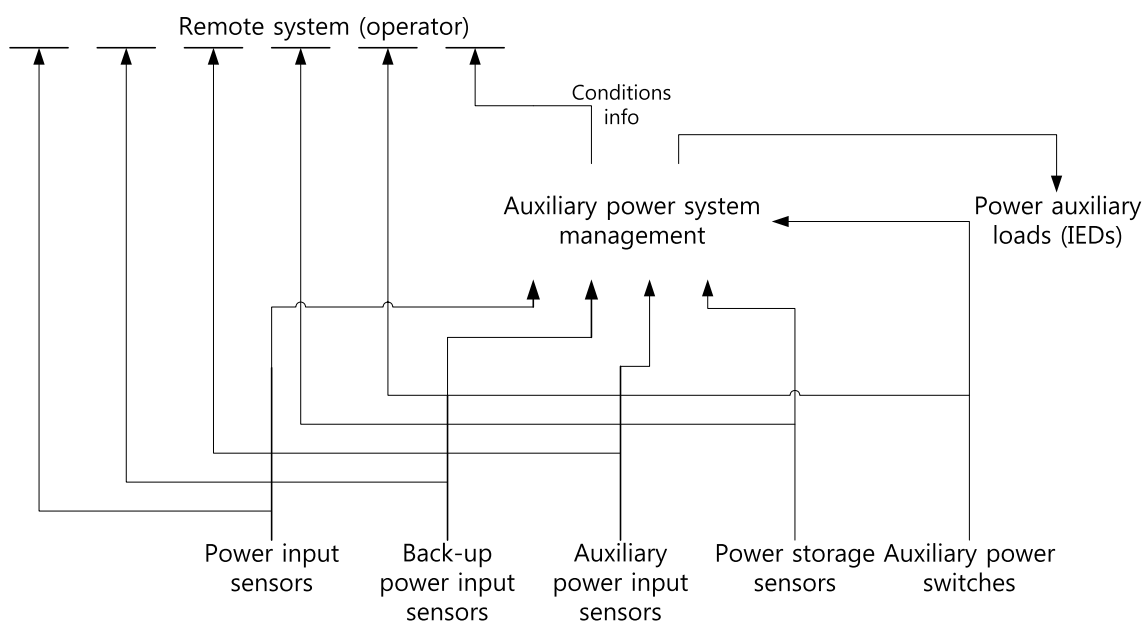 Remote system (operator)
Conditions
info
Auxiliary power system
management
Power auxiliary
loads (IEDs)
Power input
sensors
Back-up
power input
sensors
Auxiliary
power input
sensors
Power storage
sensors
Auxiliary power
switches